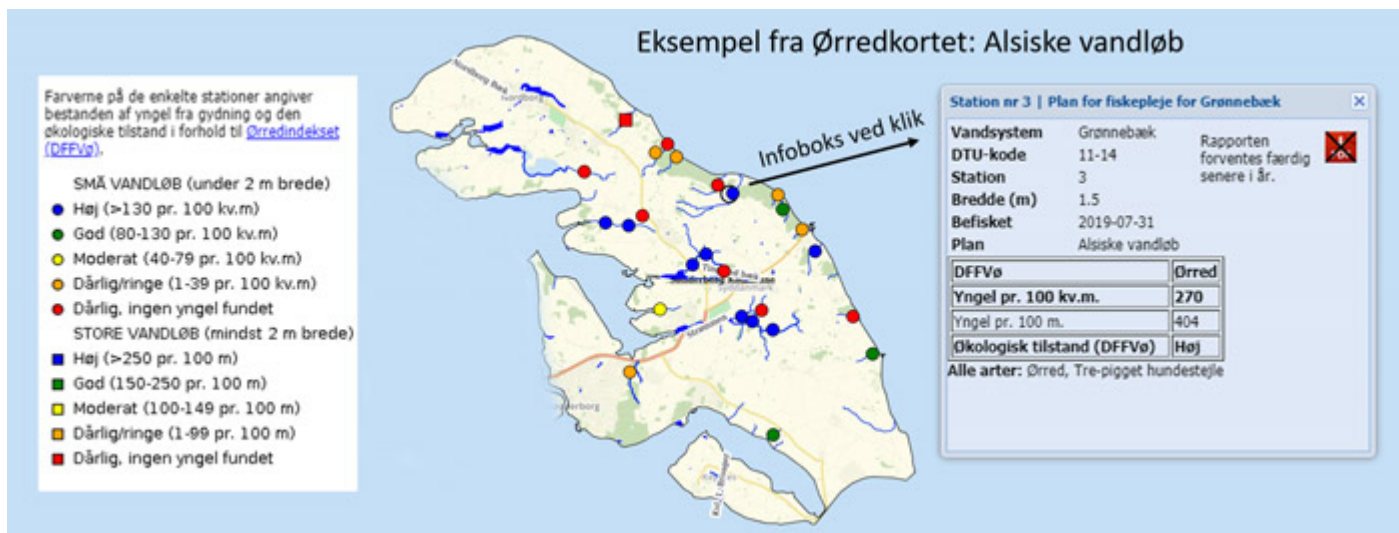 Eksempel fra Ørredkortet: Alsiske vandløb
Farverne på de enkelte stationer angiver
bestanden af yngel fra gydning og den
økologiske tilstand i forhold til Ørredindekset
(DFFVø).
SMÅ VANDLØB (under 2 m brede)
Høj (>130 pr. 100 kv.m)
God (80-130 pr. 100 kv.m)
Moderat (40-79 pr. 100 kv.m)
Dårlig/ringe (1-39 pr. 100 kv.m)
Dårlig, ingen yngel fundet
STORE VANDLØB (mindst 2 m brede)
Høj (>250 pr. 100 m)
God (150-250 pr. 100 m)
Moderat (100-149 pr. 100 m)
Dårlig/ringe (1-99 pr. 100 m)
Dårlig, ingen yngel fundet
Nordborg
Infoboks ved klik
Station nr 3 | Plan for fiskepleje for Grønnebæk
Vandsystem Grønnebæk
DTU-kode 11-14
Station 3
Bredde (m) 1.5
Befisket 2019-07-31
Plan Alsiske vandløb
Rapporten
forventes færdig
senere i år.
DFFVø Ørred
Yngel pr. 100 kv.m. 270
Yngel pr. 100 m. 404
Økologisk tilstand (DFFVø) Høj
Alle arter: Ørred, Tre-pigget hundestejle